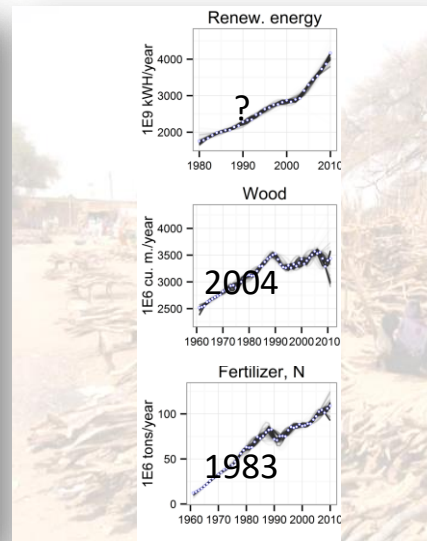 Renew. energy
1E9 kWH/year
4000
3000
2000
?
1980 1990 2000 2010
Wood
1E6 cu. m./year
4000
3500
3000
2500
2004
1960 1970 1980 1990 2000 2010
Fertilizer, N
1E6 tons/year
100
50
0
1983
1960 1970 1980 1990 2000 2010